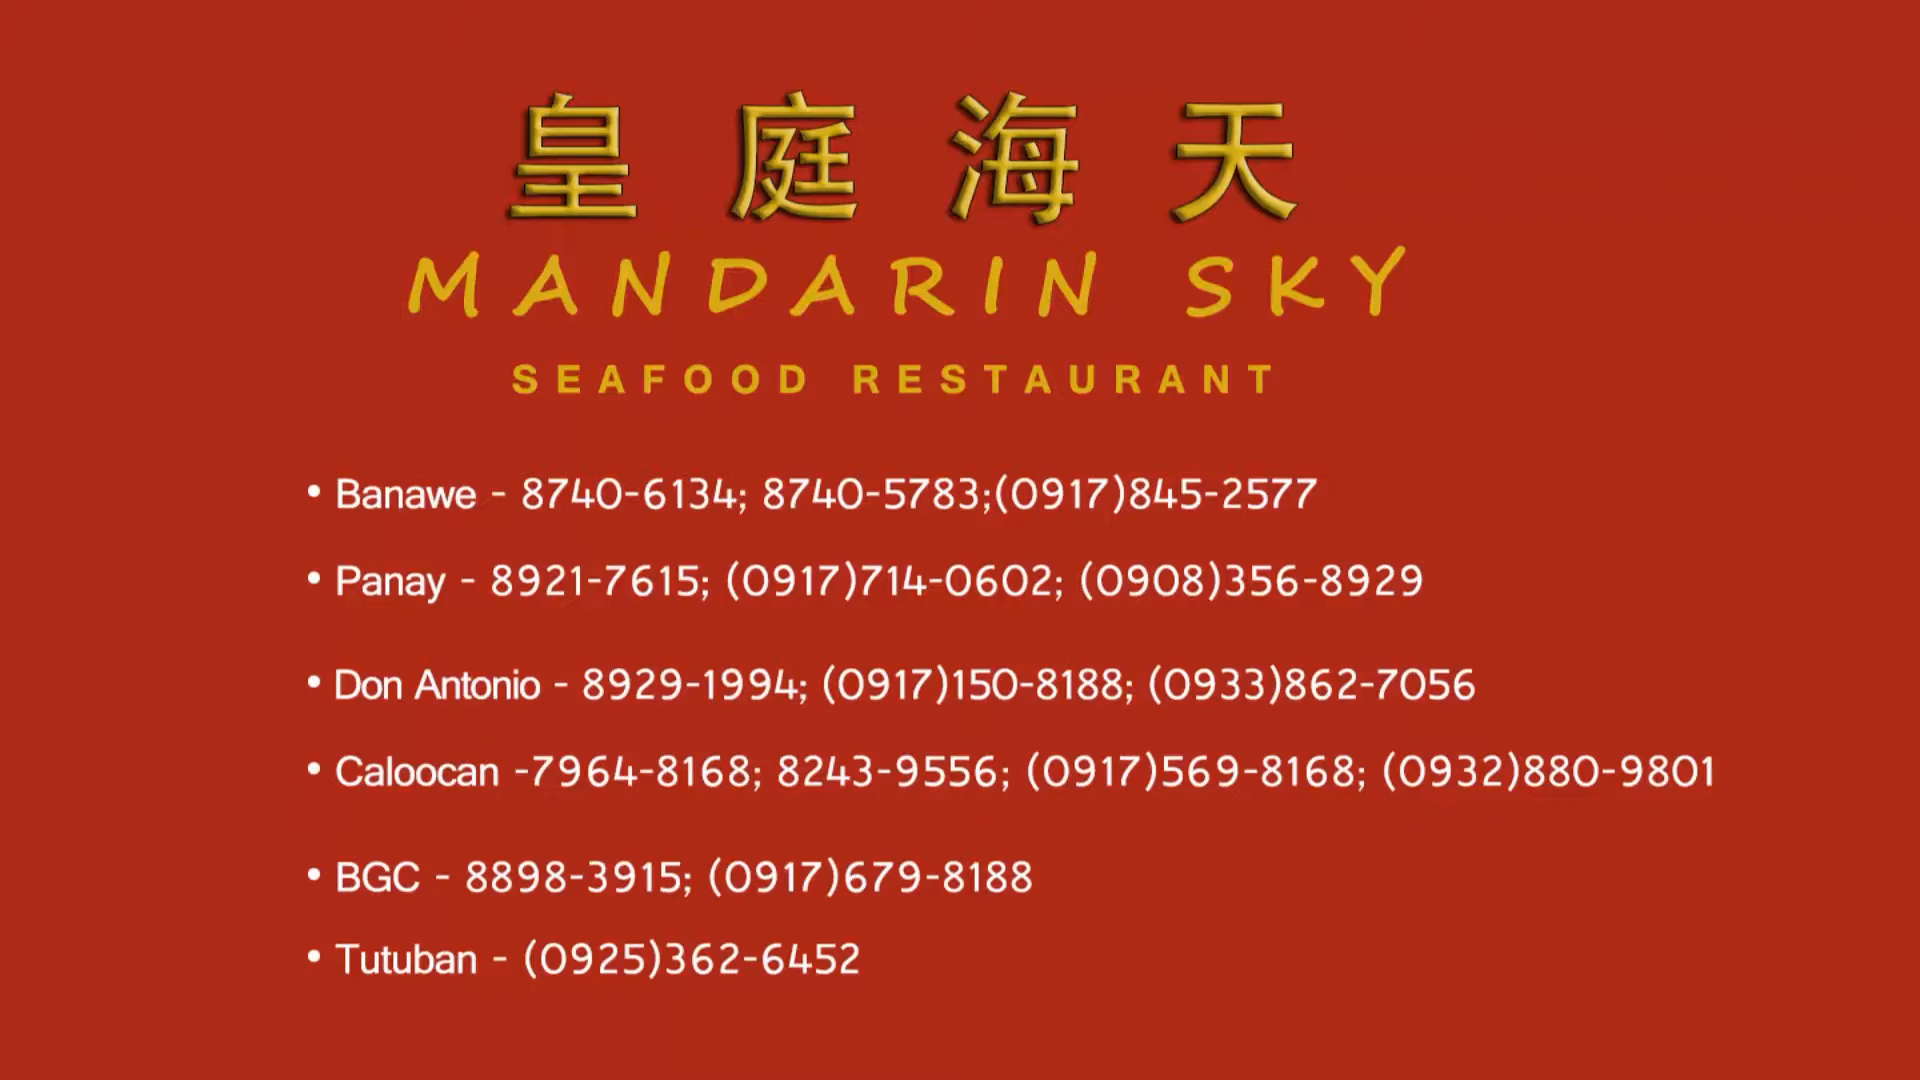 皇庭海天
MANDARIN SKY
SEAFOOD RESTAURANT
• Banawe - 8740-6134; 8740-5783;(0917)845-2577
• Panay - 8921-7615; (0917)714-0602; (0908)356-8929
• Don Antonio - 8929-1994; (0917)150-8188; (0933)862-7056
• Caloocan -7964-8168; 8243-9556; (0917)569-8168; (0932)880-9801
• BGC - 8898-3915; (0917)679-8188
• Tutuban - (0925)362-6452